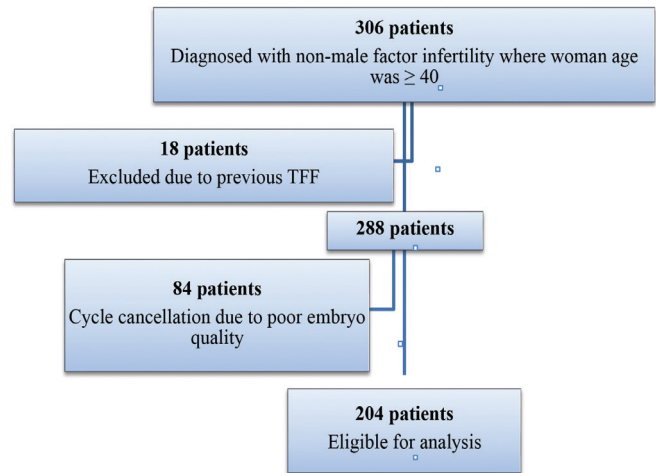 306 patients
Diagnosed with non-male factor infertility where woman age
was ≥ 40
18 patients
Excluded due to previous TFF
288 patients
84 patients
Cycle cancellation due to poor embryo
quality
204 patients
Eligible for analysis